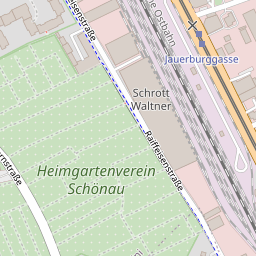 Jauerburggasse
Schrott
Waltner
Raiffeisenstraße
Heimgartenverein
Schönau